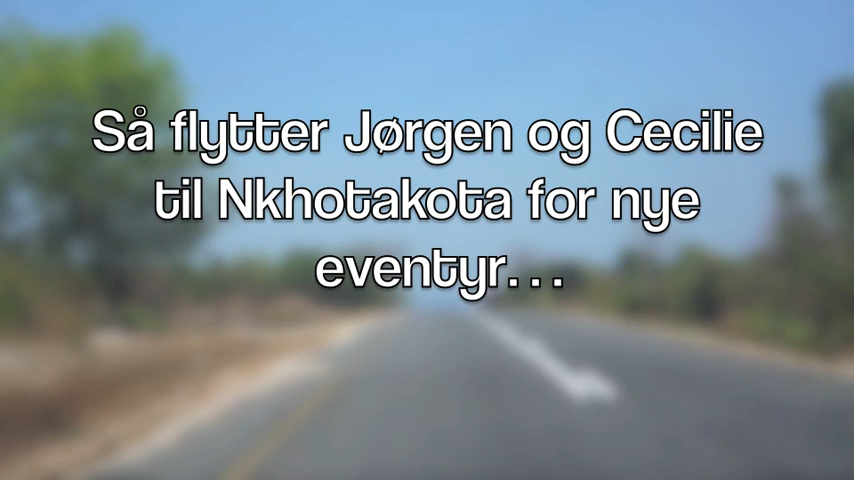 Så flytter Jørgen og Cecilie
til Nkhotakota for nye
eventyr...